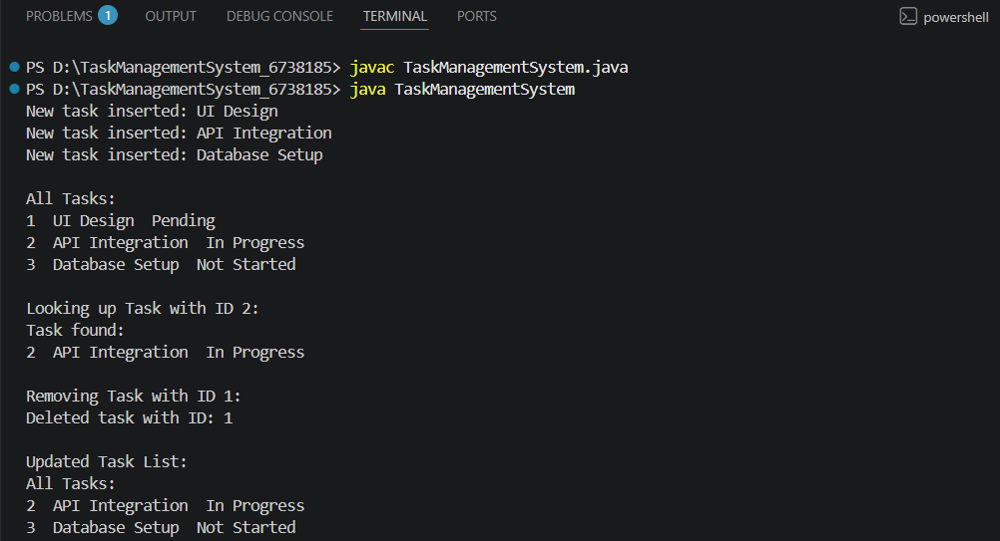 PROBLEMS 1 OUTPUT DEBUG CONSOLE TERMINAL PORTS powershell
PS D:\TaskManagementSystem_6738185> javac TaskManagementSystem.java
PS D:\TaskManagementSystem_6738185> java TaskManagementSystem
New task inserted: UI Design
New task inserted: API Integration
New task inserted: Database Setup
All Tasks:
1  UI Design  Pending
2  API Integration  In Progress
3  Database Setup  Not Started
Looking up Task with ID 2:
Task found:
2  API Integration  In Progress
Removing Task with ID 1:
Deleted task with ID: 1
Updated Task List:
All Tasks:
2  API Integration  In Progress
3  Database Setup  Not Started